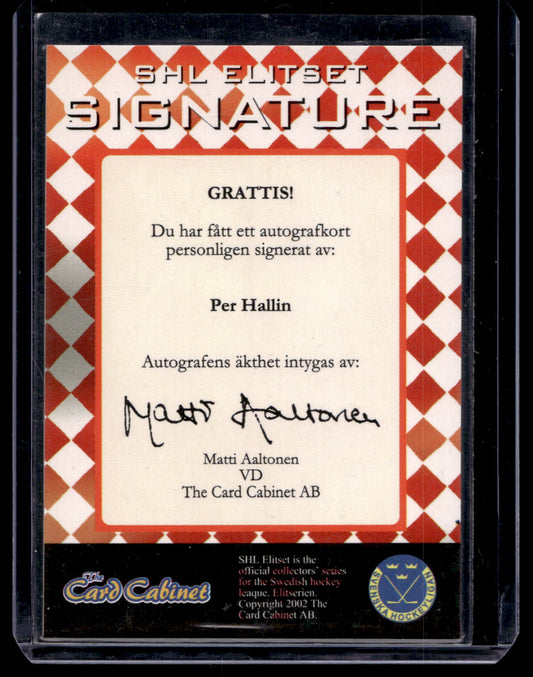 SHL ELITSET
SIGNATURE
GRATTIS!
Du har fått ett autografkort
personligen signerat av:
Per Hallin
Autografens äkthet intygas av:
Matti Aaltonen
Matti Aaltonen
VD
The Card Cabinet AB
The
Card Cabinet
SHL Elitset is the
official collectors' series
for the Swedish hockey
league, Elitserien.
Copyright 2002 The
Card Cabinet AB.
SVENSKA HOCKEYLIGAN